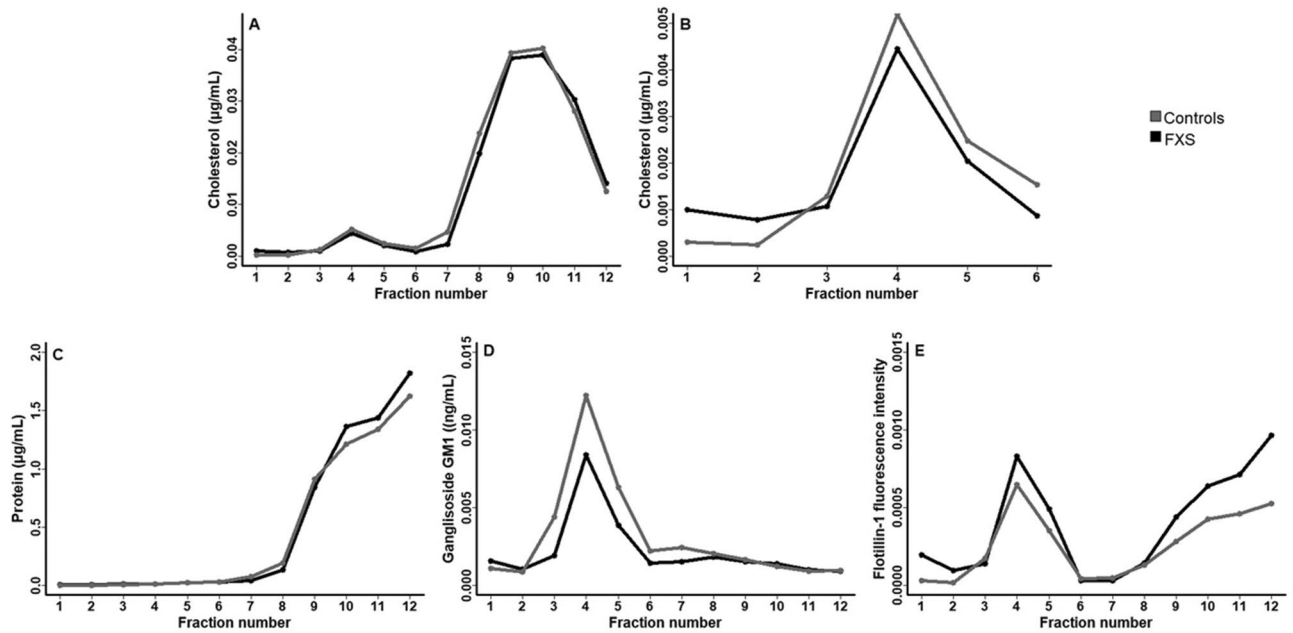 A
Cholesterol (µg/mL)
0.04
0.03
0.02
0.01
0.00
1 2 3 4 5 6 7 8 9 10 11 12
Fraction number
B
Cholesterol (µg/mL)
0.005
0.004
0.003
0.002
0.001
0.000
1 2 3 4 5 6
Fraction number
Controls
FXS
C
Protein (µg/mL)
2.0
1.5
1.0
0.5
0.0
1 2 3 4 5 6 7 8 9 10 11 12
Fraction number
D
Ganglisoside GM1 ((ng/mL)
0.015
0.010
0.005
0.000
1 2 3 4 5 6 7 8 9 10 11 12
Fraction number
E
Flotillin-1 fluorescence intensity
0.0015
0.0010
0.0005
0.0000
1 2 3 4 5 6 7 8 9 10 11 12
Fraction number